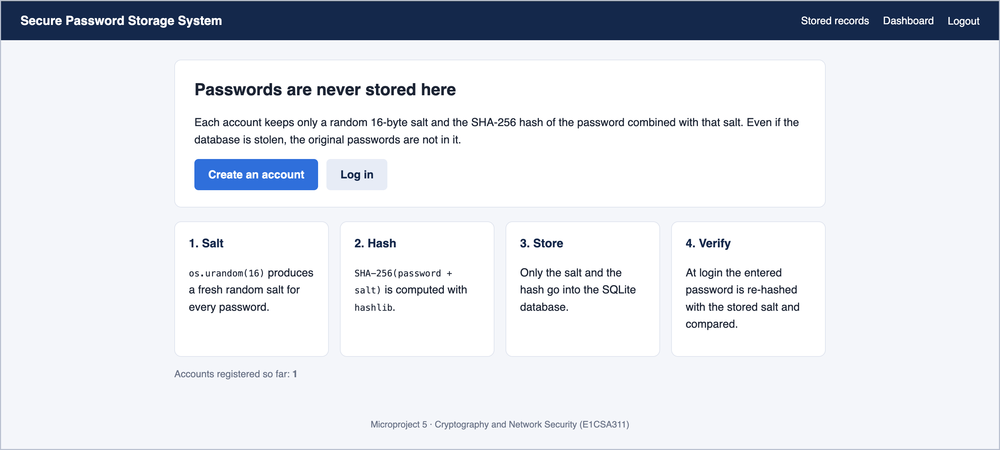 Secure Password Storage System
Stored records
Dashboard
Logout
Passwords are never stored here
Each account keeps only a random 16-byte salt and the SHA-256 hash of the password combined with that salt. Even if the
database is stolen, the original passwords are not in it.
Create an account
Log in
1. Salt
os.urandom(16) produces
a fresh random salt for
every password.
2. Hash
SHA-256(password +
salt) is computed with
hashlib.
3. Store
Only the salt and the
hash go into the SQLite
database.
4. Verify
At login the entered
password is re-hashed
with the stored salt and
compared.
Accounts registered so far: 1
Microproject 5 · Cryptography and Network Security (E1CSA311)